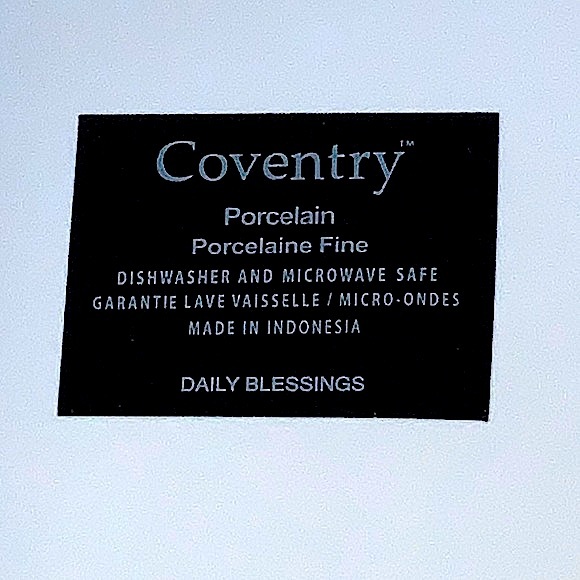 Coventry™
Porcelain
Porcelaine Fine
DISHWASHER AND MICROWAVE SAFE
GARANTIE LAVE VAISSELLE / MICRO-ONDES
MADE IN INDONESIA
DAILY BLESSINGS